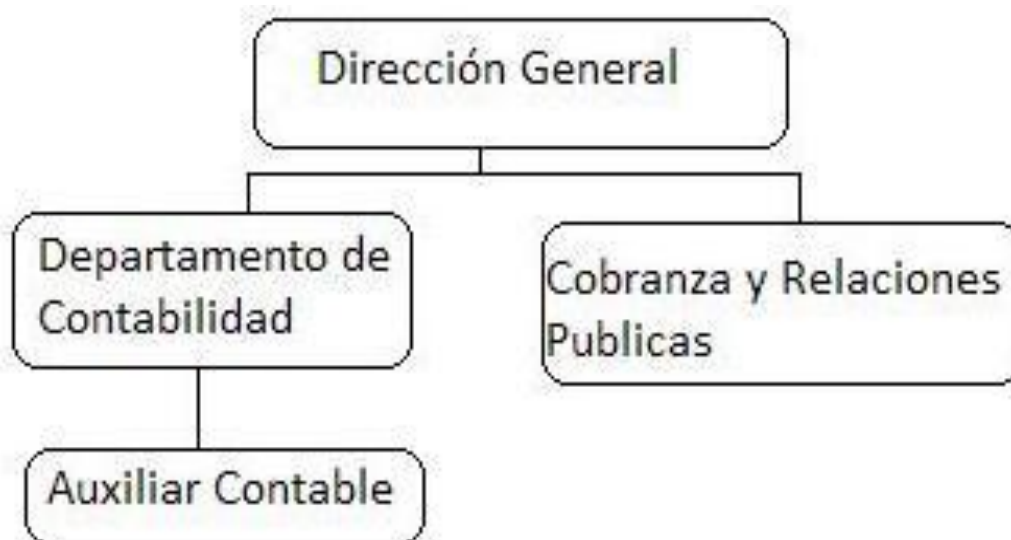 Dirección General
Departamento de
Contabilidad
Cobranza y Relaciones
Publicas
Auxiliar Contable